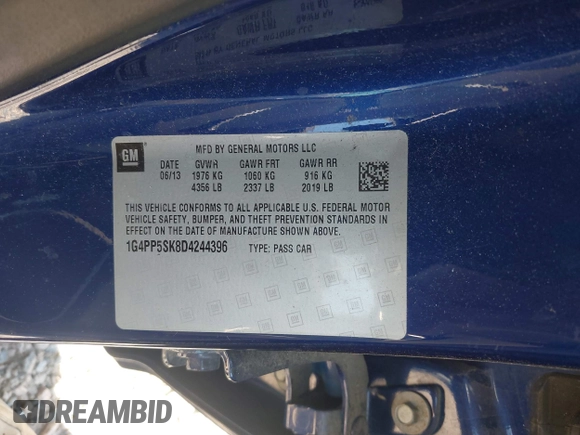 MFD BY GENERAL MOTORS LLC
GM
DATE GVWR GAWR FRT GAWR RR
06/13 1976 KG 1060 KG 916 KG
4356 LB 2337 LB 2019 LB
THIS VEHICLE CONFORMS TO ALL APPLICABLE U.S. FEDERAL MOTOR
VEHICLE SAFETY, BUMPER, AND THEFT PREVENTION STANDARDS IN
EFFECT ON THE DATE OF MANUFACTURE SHOWN ABOVE.
1G4PP5SK8D4244396 TYPE: PASS CAR
DREAMBID